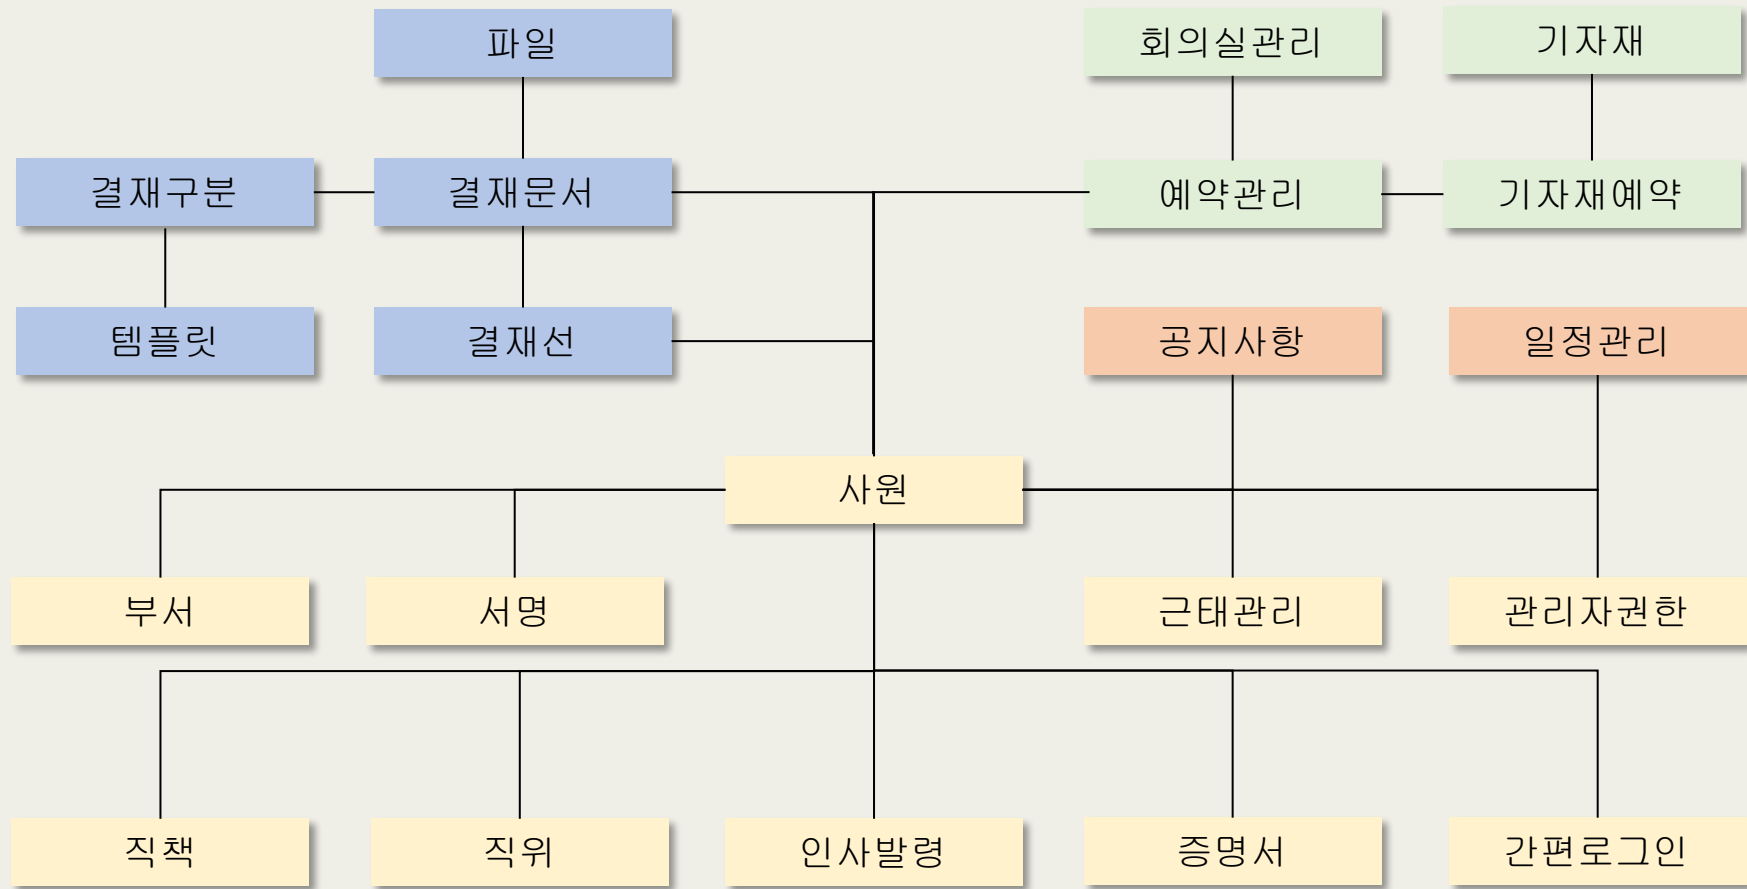 파일
회의실관리
기자재
결재구분
결재문서
예약관리
기자재예약
템플릿
결재선
공지사항
일정관리
사원
부서
서명
근태관리
관리자권한
직책
직위
인사발령
증명서
간편로그인